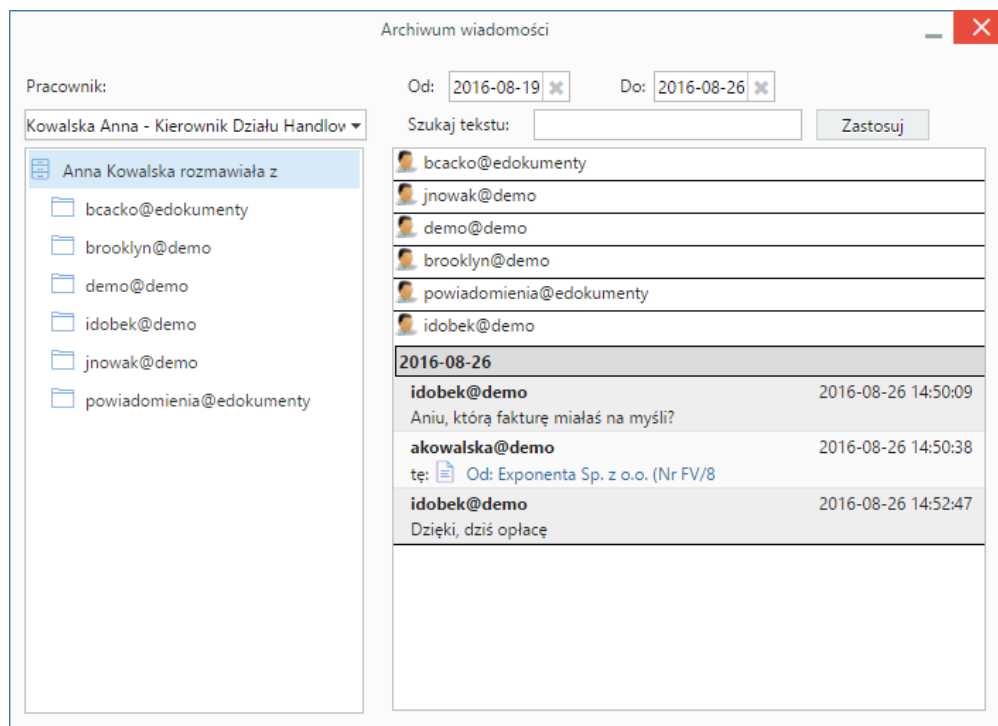 Archiwum wiadomości
Pracownik:
Od: 2016-08-19 Do: 2016-08-26
Kowalska Anna - Kierownik Działu Handlow
Szukaj tekstu: Zastosuj
Anna Kowalska rozmawiała z
bcacko@edokumenty
brooklyn@demo
demo@demo
idobek@demo
jnowak@demo
powiadomienia@edokumenty
bcacko@edokumenty
jnowak@demo
demo@demo
brooklyn@demo
powiadomienia@edokumenty
idobek@demo
2016-08-26
idobek@demo 2016-08-26 14:50:09
Aniu, którą fakturę miałaś na myśli?
akowalska@demo 2016-08-26 14:50:38
tę: Od: Exponenta Sp. z o.o. (Nr FV/8
idobek@demo 2016-08-26 14:52:47
Dzięki, dziś opłacę